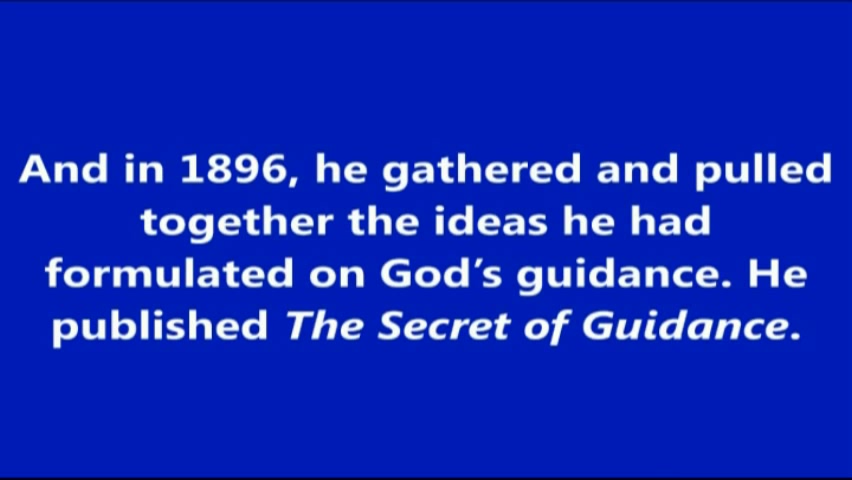 And in 1896, he gathered and pulled
together the ideas he had
formulated on God’s guidance. He
published The Secret of Guidance.